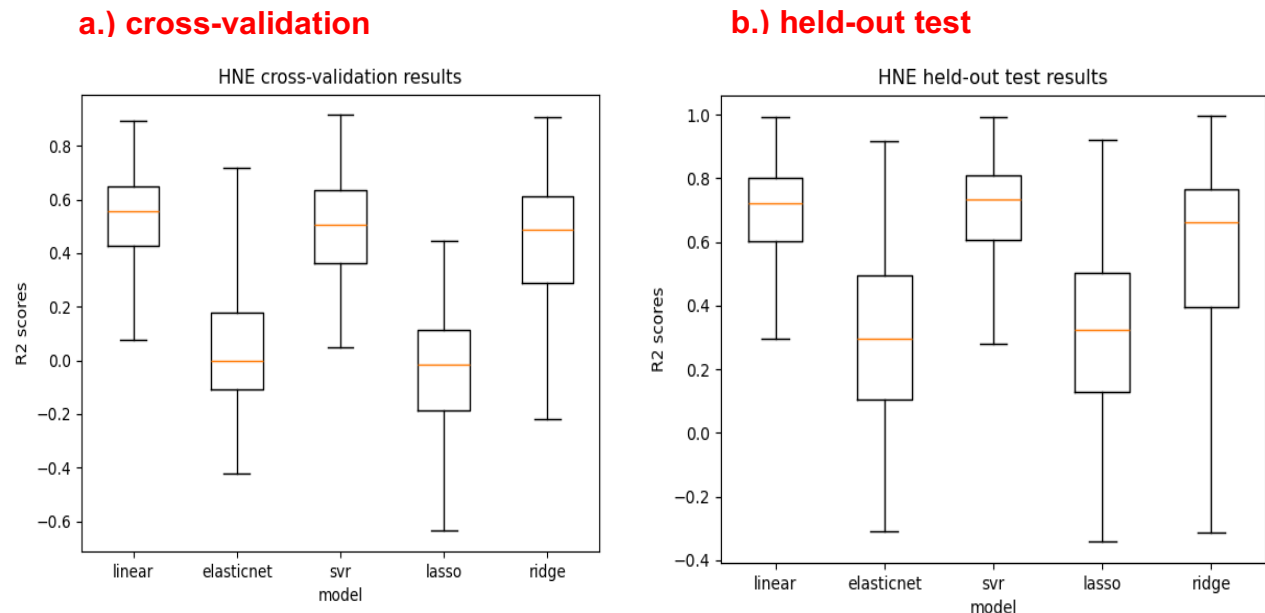 a.) cross-validation
HNE cross-validation results
R2 scores
0.8
0.6
0.4
0.2
0.0
−0.2
−0.4
−0.6
linear elasticnet svr lasso ridge
model
b.) held-out test
HNE held-out test results
R2 scores
1.0
0.8
0.6
0.4
0.2
0.0
−0.2
−0.4
linear elasticnet svr lasso ridge
model